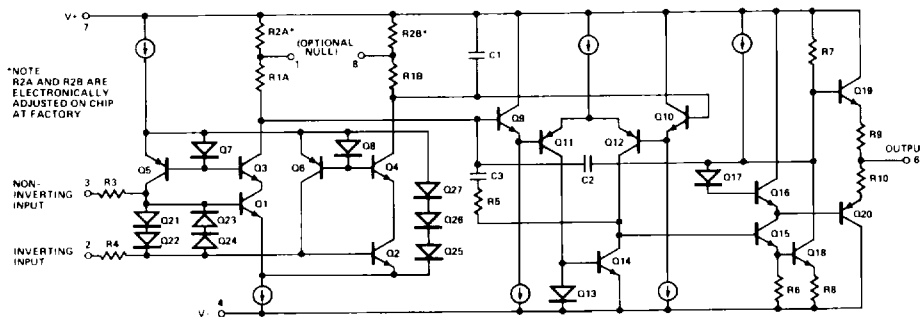 V+
7
R2A*
(OPTIONAL
NULL)
R2B*
1
8
R1A
R1B
C1
R7
*NOTE
R2A AND R2B ARE
ELECTRONICALLY
ADJUSTED ON CHIP
AT FACTORY
Q9
Q10
Q19
Q11
Q12
R9
OUTPU
6
R10
Q5
Q7
Q3
Q6
Q8
Q4
NON-
INVERTING
INPUT
3
R3
Q1
Q21
Q23
Q22
Q24
Q27
Q26
Q25
C3
C2
R5
Q17
Q16
Q20
INVERTING
INPUT
2
R4
Q2
Q14
Q15
Q18
Q13
R6
R8
4
V-